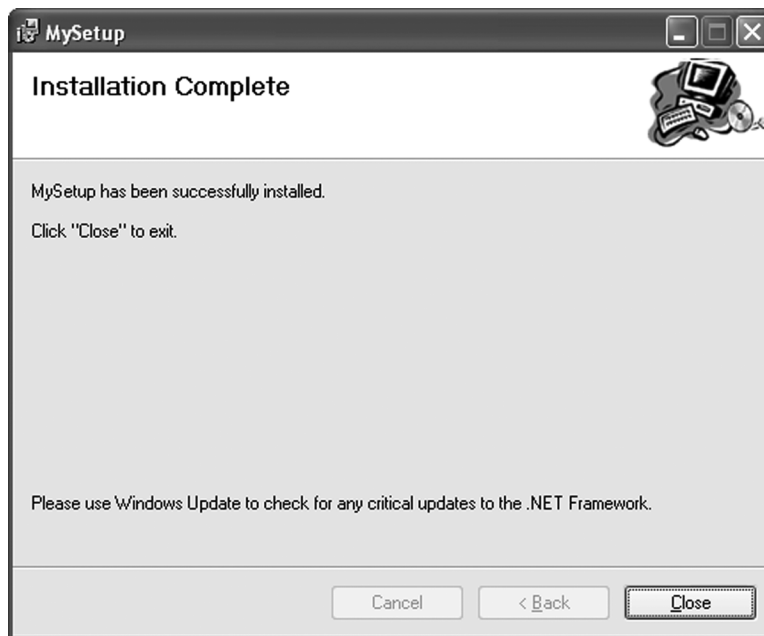 MySetup
Installation Complete
MySetup has been successfully installed.
Click "Close" to exit.
Please use Windows Update to check for any critical updates to the .NET Framework.
Cancel
< Back
Close